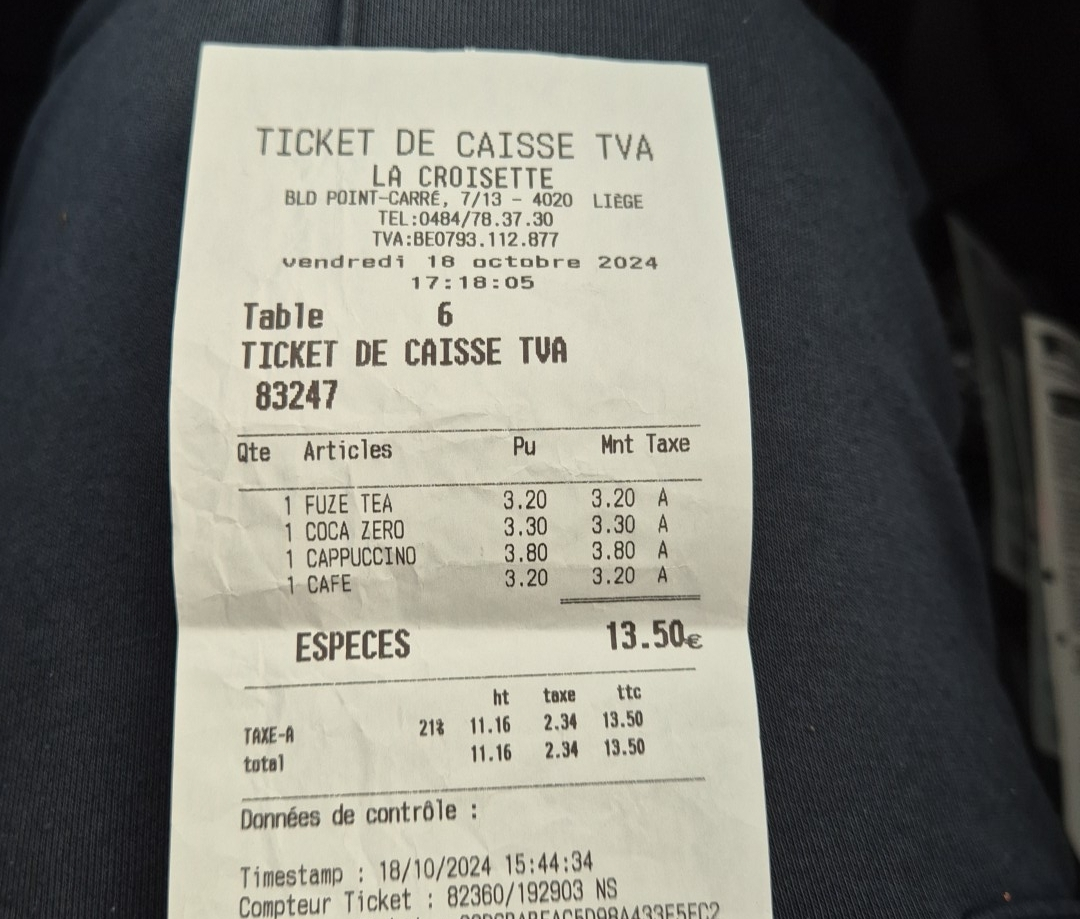 TICKET DE CAISSE TVA
LA CROISETTE
BLD POINT-CARRÉ, 7/13 - 4020 LIÈGE
TEL:0484/78.37.30
TVA:BE0793.112.877
vendredi 18 octobre 2024
17:18:05
Table 6
TICKET DE CAISSE TVA
83247
Qte Articles Pu Mnt Taxe
1 FUZE TEA 3.20 3.20 A
1 COCA ZERO 3.30 3.30 A
1 CAPPUCCINO 3.80 3.80 A
1 CAFE 3.20 3.20 A
ESPECES 13.50€
ht taxe ttc
TAXE-A 21% 11.16 2.34 13.50
total 11.16 2.34 13.50
Données de contrôle :
Timestamp : 18/10/2024 15:44:34
Compteur Ticket : 82360/192903 NS